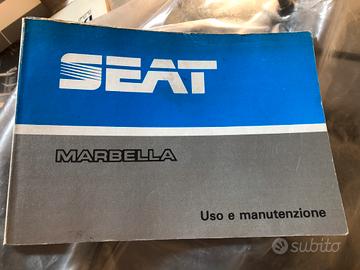 SEAT
MARBELLA
Uso e manutenzione
subito